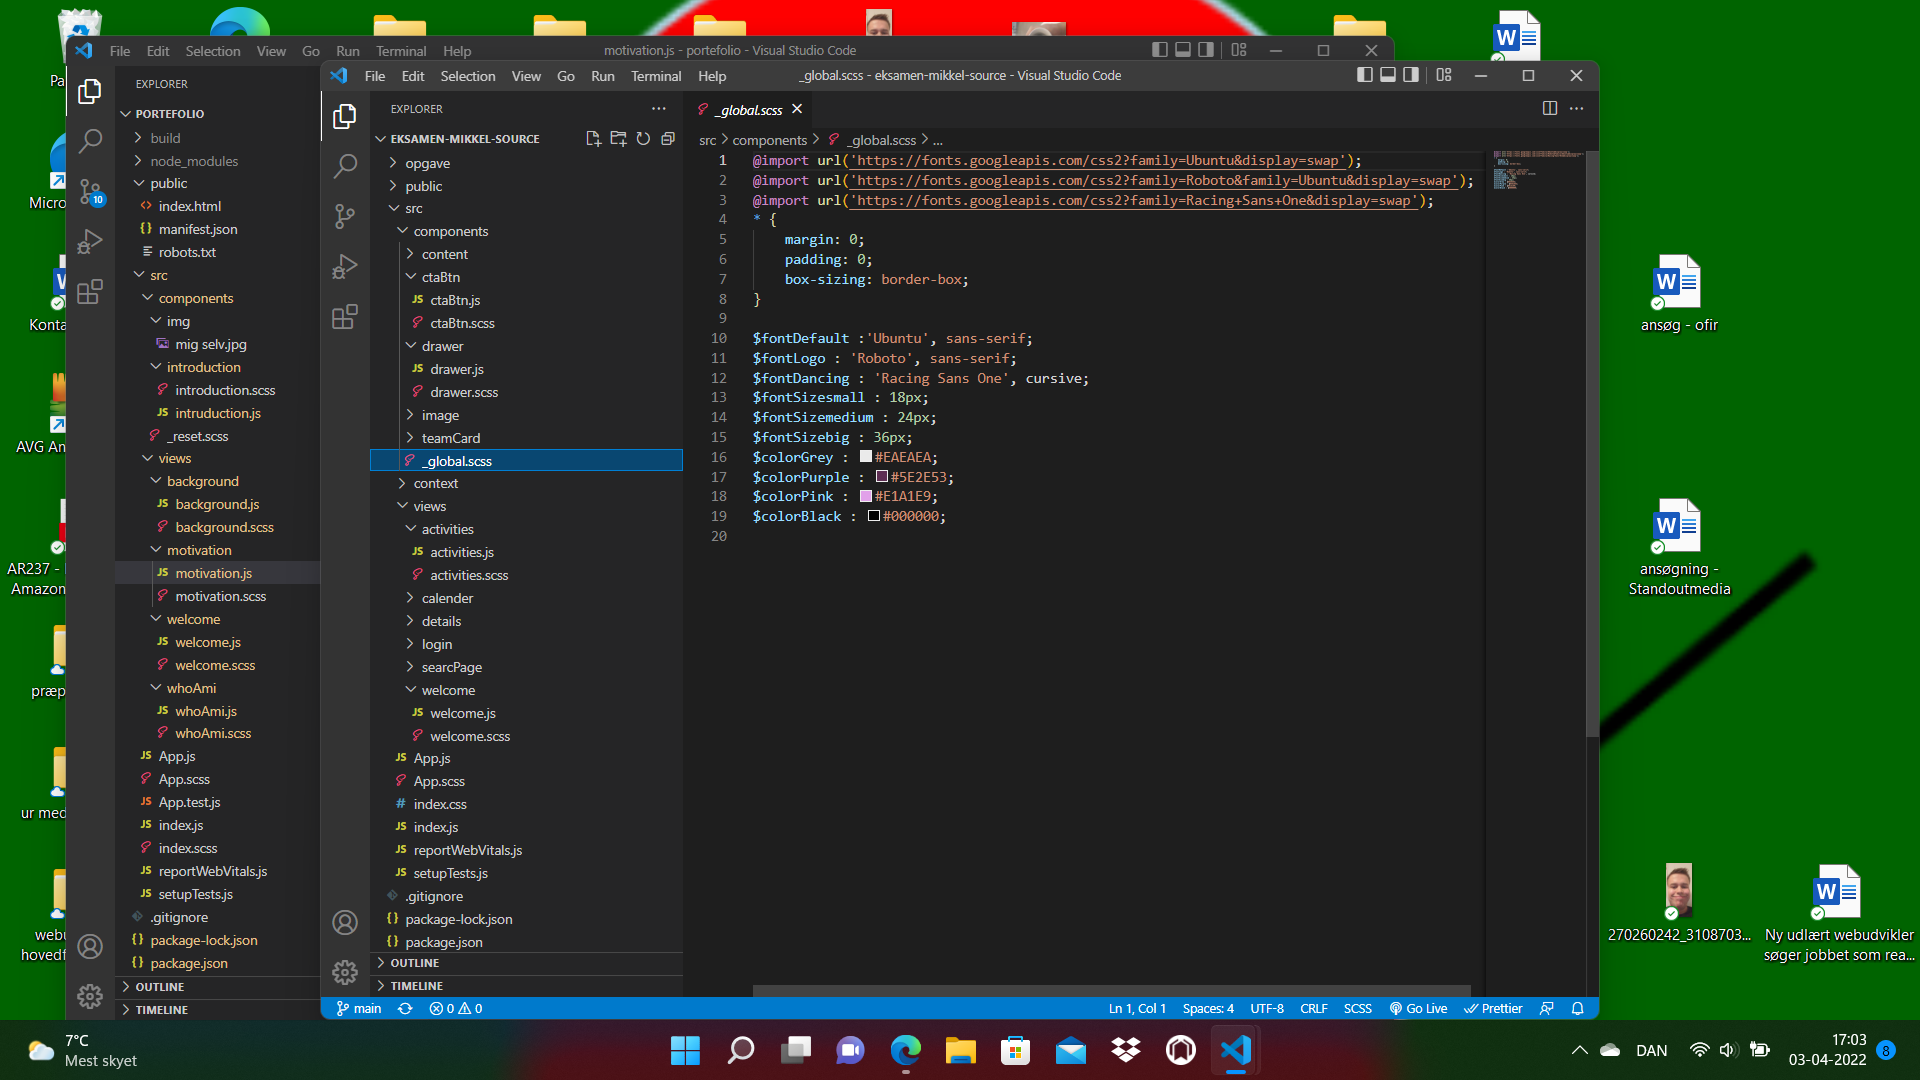 File Edit Selection View Go Run Terminal Help
motivation.js - portefolio - Visual Studio Code
EXPLORER
PORTEFOLIO
build
node_modules
public
index.html
manifest.json
robots.txt
src
components
img
mig selv.jpg
introduction
introduction.scss
intruduction.js
_reset.scss
views
background
background.js
background.scss
motivation
motivation.js
motivation.scss
welcome
welcome.js
welcome.scss
whoAmi
whoAmi.js
whoAmi.scss
App.js
App.scss
App.test.js
index.js
index.scss
reportWebVitals.js
setupTests.js
.gitignore
package-lock.json
package.json
OUTLINE
TIMELINE
10
File Edit Selection View Go Run Terminal Help
_global.scss - eksamen-mikkel-source - Visual Studio Code
EXPLORER
EKSAMEN-MIKKEL-SOURCE
opgave
public
src
components
content
ctaBtn
ctaBtn.js
ctaBtn.scss
drawer
drawer.js
drawer.scss
image
teamCard
_global.scss
context
views
activities
activities.js
activities.scss
calender
details
login
searcPage
welcome
welcome.js
welcome.scss
App.js
App.scss
index.css
index.js
reportWebVitals.js
setupTests.js
.gitignore
package-lock.json
package.json
OUTLINE
TIMELINE
_global.scss
src > components > _global.scss > ...
1 @import url('https://fonts.googleapis.com/css2?family=Ubuntu&display=swap');
2 @import url('https://fonts.googleapis.com/css2?family=Roboto&family=Ubuntu&display=swap');
3 @import url('https://fonts.googleapis.com/css2?family=Racing+Sans+One&display=swap');
4 * {
5 margin: 0;
6 padding: 0;
7 box-sizing: border-box;
8 }
9
10 $fontDefault :'Ubuntu', sans-serif;
11 $fontLogo : 'Roboto', sans-serif;
12 $fontDancing : 'Racing Sans One', cursive;
13 $fontSizesmall : 18px;
14 $fontSizemedium : 24px;
15 $fontSizebig : 36px;
16 $colorGrey : #EAEAEA;
17 $colorPurple : #5E2E53;
18 $colorPink : #E1A1E9;
19 $colorBlack : #000000;
20
main
0 0
Ln 1, Col 1 Spaces: 4 UTF-8 CRLF SCSS Go Live Prettier
Pa
Micro
Konta
AVG An
AR237 -
Amazon
præp
ur med
webu
hovedf
ansøg - ofir
ansøgning -
Standoutmedia
270260242_3108703...
Ny udlært webudvikler
søger jobbet som rea...
7°C
Mest skyet
DAN
17:03
03-04-2022
8